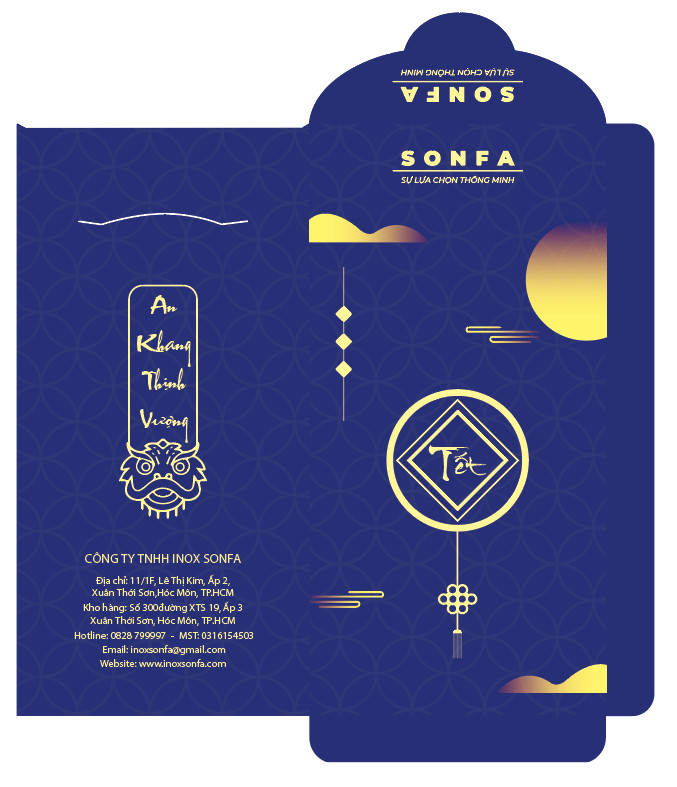 SỰ LỰA CHỌN THÔNG MINH
SONFA
SONFA
SỰ LỰA CHỌN THÔNG MINH
An
Khang
Thịnh
Vượng
Tết
CÔNG TY TNHH INOX SONFA
Địa chỉ: 11/1F, Lê Thị Kim, Ấp 2,
Xuân Thới Sơn,Hóc Môn, TP.HCM
Kho hàng: Số 300đường XTS 19, Ấp 3
Xuân Thới Sơn, Hóc Môn, TP.HCM
Hotline: 0828 799997 - MST: 0316154503
Email: inoxsonfa@gmail.com
Website: www.inoxsonfa.com